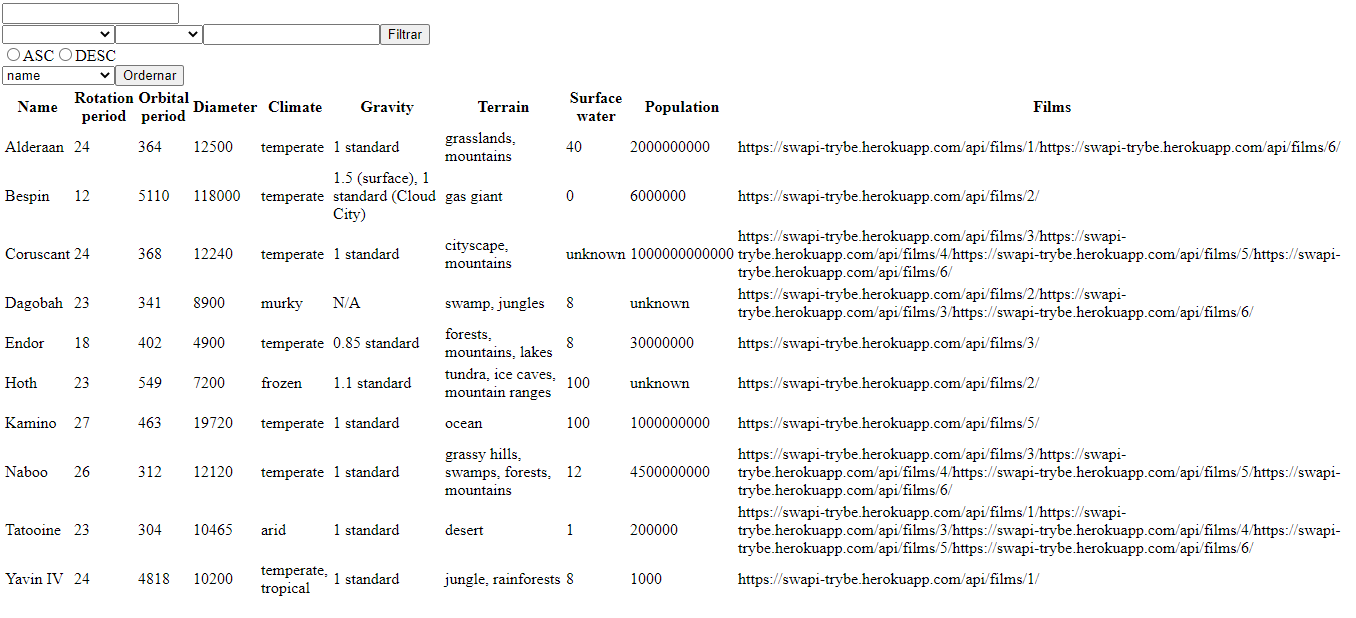 Filtrar
ASC DESC
name Ordernar
Name Rotation period Orbital period Diameter Climate Gravity Terrain Surface water Population Films
Alderaan 24 364 12500 temperate 1 standard grasslands, mountains 40 2000000000 https://swapi-trybe.herokuapp.com/api/films/1/https://swapi-trybe.herokuapp.com/api/films/6/
Bespin 12 5110 118000 temperate 1.5 (surface), 1 standard (Cloud City) gas giant 0 6000000 https://swapi-trybe.herokuapp.com/api/films/2/
Coruscant 24 368 12240 temperate 1 standard cityscape, mountains unknown 1000000000000 https://swapi-trybe.herokuapp.com/api/films/3/https://swapi-trybe.herokuapp.com/api/films/4/https://swapi-trybe.herokuapp.com/api/films/5/https://swapi-trybe.herokuapp.com/api/films/6/
Dagobah 23 341 8900 murky N/A swamp, jungles 8 unknown https://swapi-trybe.herokuapp.com/api/films/2/https://swapi-trybe.herokuapp.com/api/films/3/https://swapi-trybe.herokuapp.com/api/films/6/
Endor 18 402 4900 temperate 0.85 standard forests, mountains, lakes 8 30000000 https://swapi-trybe.herokuapp.com/api/films/3/
Hoth 23 549 7200 frozen 1.1 standard tundra, ice caves, mountain ranges 100 unknown https://swapi-trybe.herokuapp.com/api/films/2/
Kamino 27 463 19720 temperate 1 standard ocean 100 1000000000 https://swapi-trybe.herokuapp.com/api/films/5/
Naboo 26 312 12120 temperate 1 standard grassy hills, swamps, forests, mountains 12 4500000000 https://swapi-trybe.herokuapp.com/api/films/3/https://swapi-trybe.herokuapp.com/api/films/4/https://swapi-trybe.herokuapp.com/api/films/5/https://swapi-trybe.herokuapp.com/api/films/6/
Tatooine 23 304 10465 arid 1 standard desert 1 200000 https://swapi-trybe.herokuapp.com/api/films/1/https://swapi-trybe.herokuapp.com/api/films/3/https://swapi-trybe.herokuapp.com/api/films/4/https://swapi-trybe.herokuapp.com/api/films/5/https://swapi-trybe.herokuapp.com/api/films/6/
Yavin IV 24 4818 10200 temperate, tropical 1 standard jungle, rainforests 8 1000 https://swapi-trybe.herokuapp.com/api/films/1/